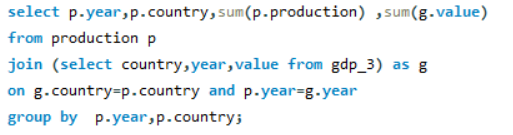 select p.year,p.country,sum(p.production) ,sum(g.value)
from production p
join (select country,year,value from gdp_3) as g
on g.country=p.country and p.year=g.year
group by  p.year,p.country;